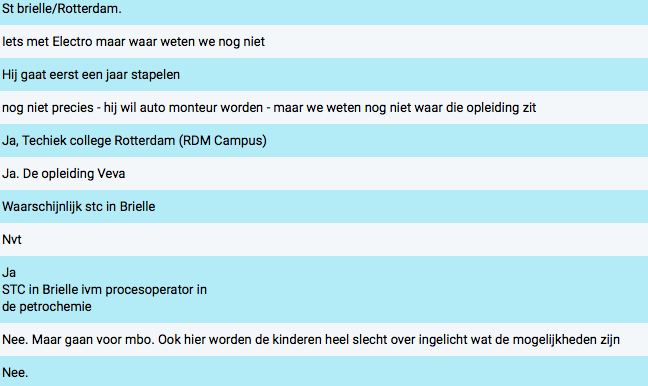 St brielle/Rotterdam.
Iets met Electro maar waar weten we nog niet
Hij gaat eerst een jaar stapelen
nog niet precies - hij wil auto monteur worden - maar we weten nog niet waar die opleiding zit
Ja, Techiek college Rotterdam (RDM Campus)
Ja. De opleiding Veva
Waarschijnlijk stc in Brielle
Nvt
Ja
STC in Brielle ivm procesoperator in
de petrochemie
Nee. Maar gaan voor mbo. Ook hier worden de kinderen heel slecht over ingelicht wat de mogelijkheden zijn
Nee.